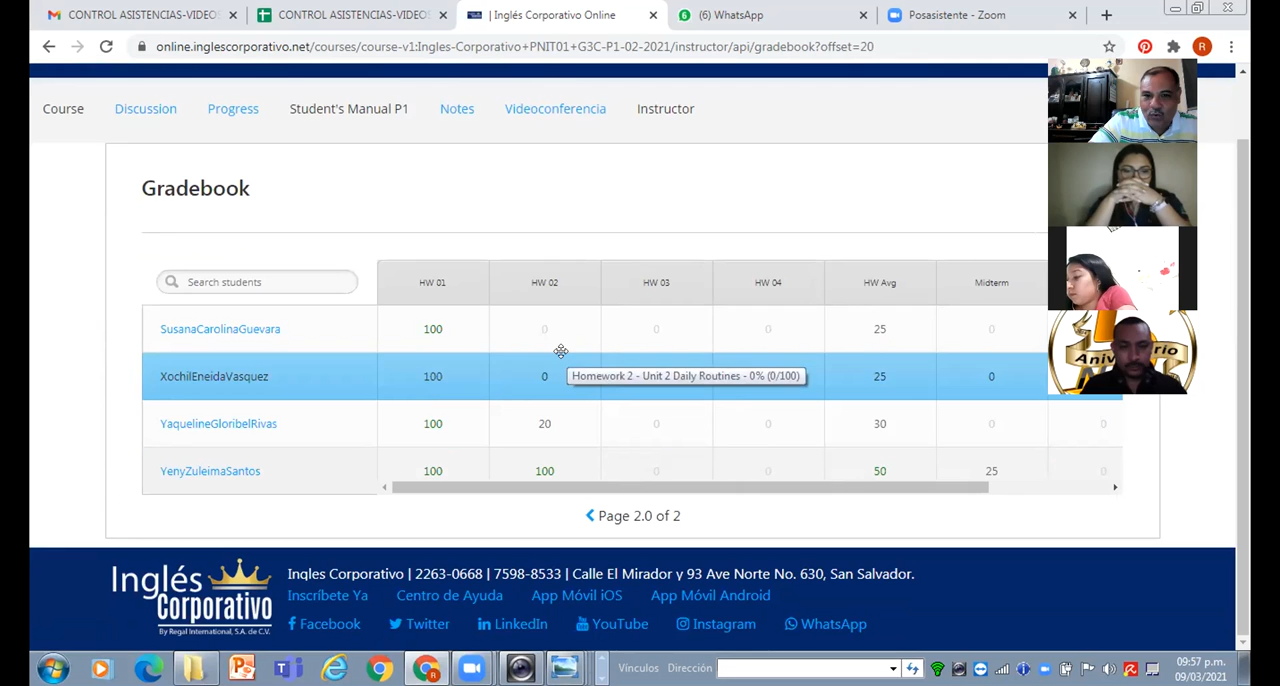 CONTROL ASISTENCIAS-VIDEOS
CONTROL ASISTENCIAS-VIDEOS
| Inglés Corporativo Online
(6) WhatsApp
Posasistente - Zoom
online.inglescorporativo.net/courses/course-v1:Ingles-Corporativo+PNIT01+G3C-P1-02-2021/instructor/api/gradebook?offset=20
R
Course Discussion Progress Student's Manual P1 Notes Videoconferencia Instructor
Gradebook
Search students HW 01 HW 02 HW 03 HW 04 HW Avg Midterm
SusanaCarolinaGuevara 100 0 0 0 25 0
XochilEneidaVasquez 100 0 25 0
Homework 2 - Unit 2 Daily Routines - 0% (0/100)
YaquelineGloribelRivas 100 20 0 0 30 0 0
YenyZuleimaSantos 100 100 0 0 50 25 0
Page 2.0 of 2
Inglés Corporativo
By Regal International, S.A. de C.V.
Ingles Corporativo | 2263-0668 | 7598-8533 | Calle El Mirador y 93 Ave Norte No. 630, San Salvador.
Inscríbete Ya Centro de Ayuda App Móvil iOS App Móvil Android
Facebook Twitter LinkedIn YouTube Instagram WhatsApp
Vínculos Dirección
09:57 p.m.
09/03/2021